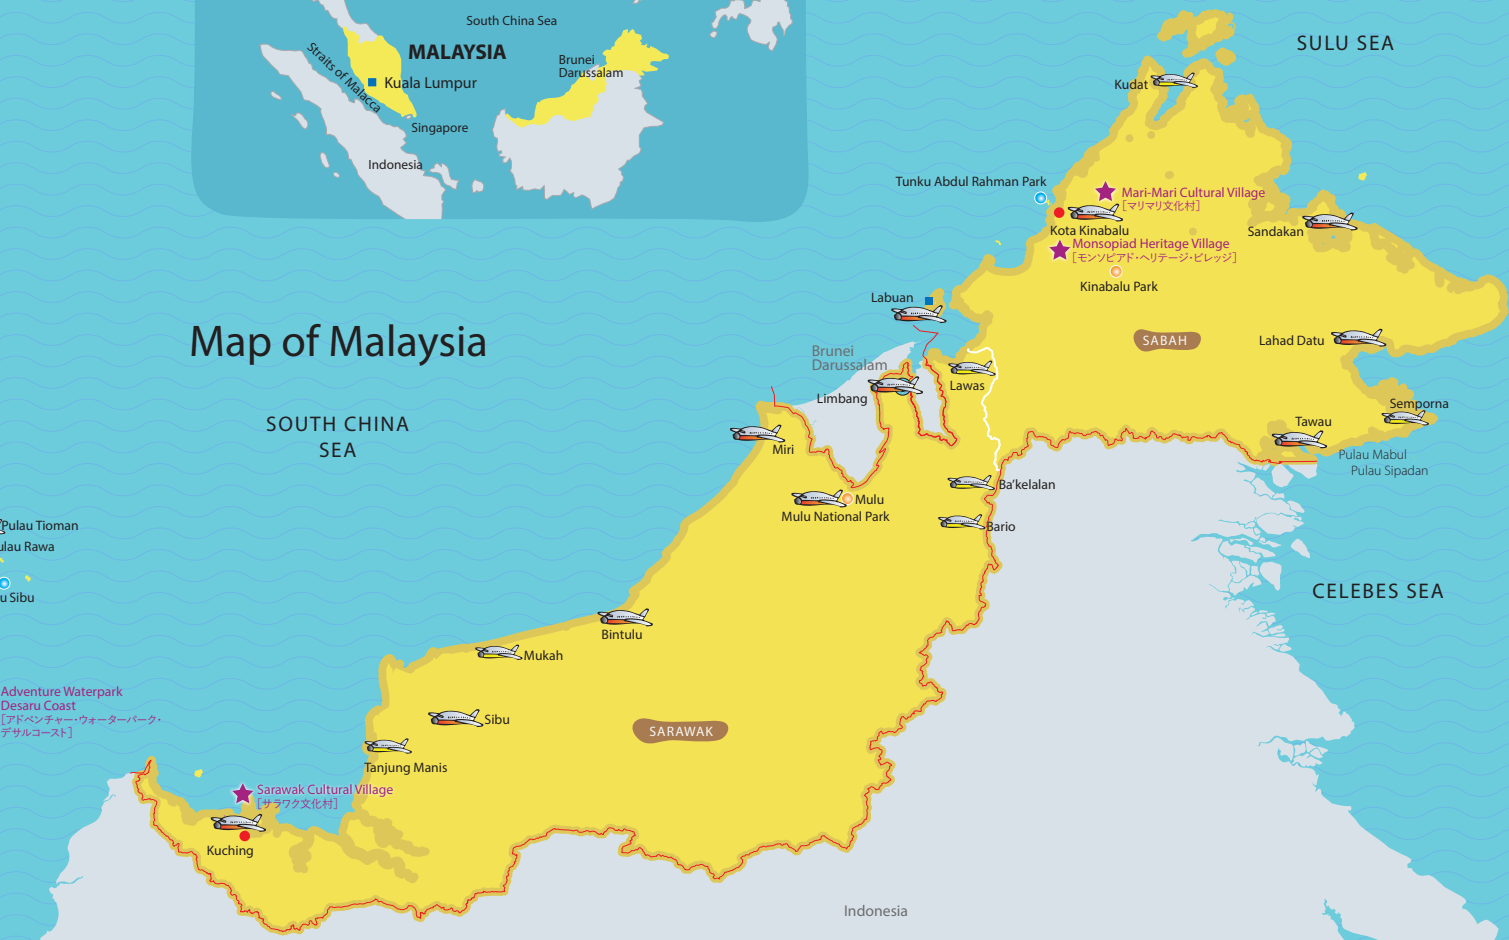 South China Sea
MALAYSIA
Straits of Malacca
Kuala Lumpur
Brunei
Darussalam
Singapore
Indonesia
SULU SEA
Kudat
Tunku Abdul Rahman Park
Mari-Mari Cultural Village
[マリマリ文化村]
Kota Kinabalu
Sandakan
Monsopiad Heritage Village
[モンソピアド・ヘリテージ・ビレッジ]
Kinabalu Park
Labuan
Map of Malaysia
SABAH
Lahad Datu
Brunei
Darussalam
Lawas
Limbang
Semporna
SOUTH CHINA
SEA
Tawau
Miri
Pulau Mabul
Pulau Sipadan
Ba'kelalan
Mulu
Mulu National Park
Bario
Pulau Tioman
ulau Rawa
CELEBES SEA
u Sibu
Bintulu
Mukah
Adventure Waterpark
Desaru Coast
[アドベンチャー・ウォーターパーク・
デサルコースト]
Sibu
SARAWAK
Tanjung Manis
Sarawak Cultural Village
[サラワク文化村]
Kuching
Indonesia